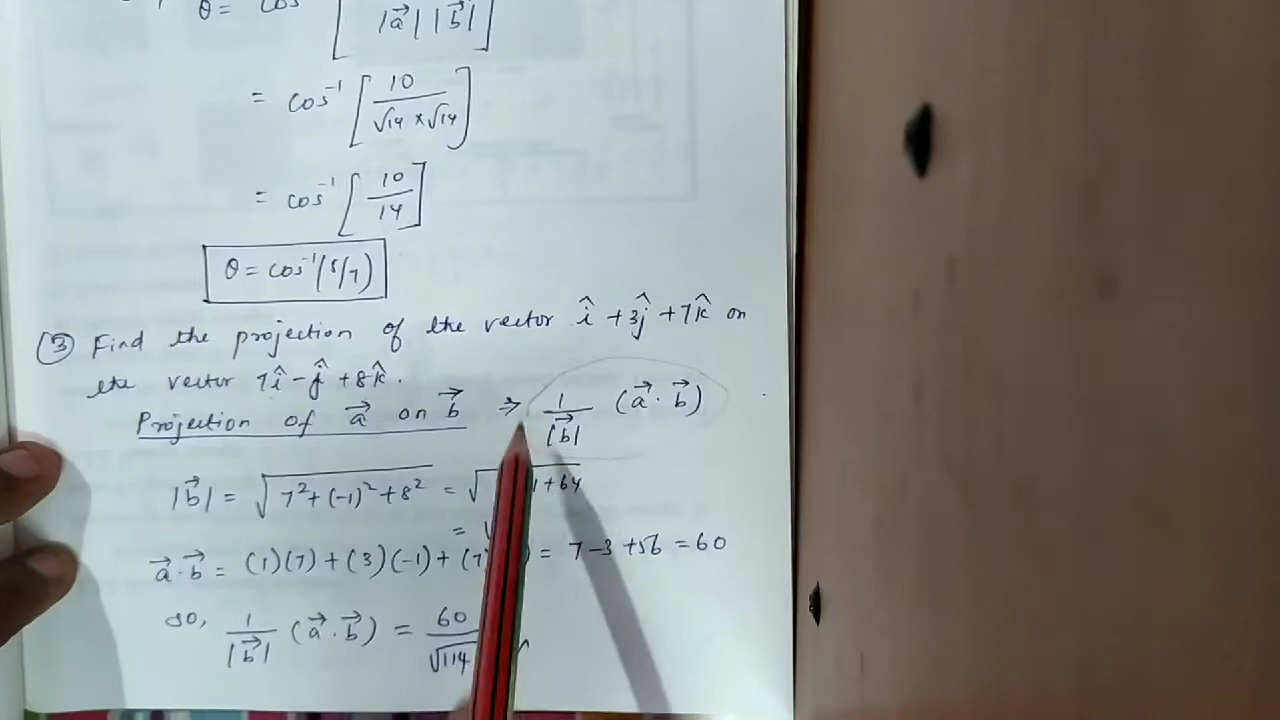 θ = cos
|a⃗| |b⃗| ]
= cos⁻¹ [ 10 / √14 × √14 ]
= cos⁻¹ [ 10 / 14 ]
θ = cos⁻¹(5/7)
(3) Find the projection of the vector î + 3ĵ + 7k̂ on
the vector 7î - ĵ + 8k̂.
Projection of a⃗ on b⃗ ⇒ 1 / |b⃗| (a⃗ . b⃗)
|b⃗| = √7² + (-1)² + 8² = √ 1 + 64
= √
a⃗ . b⃗ = (1)(7) + (3)(-1) + (7) ) = 7 - 3 + 56 = 60
so, 1 / |b⃗| (a⃗ . b⃗) = 60 / √114